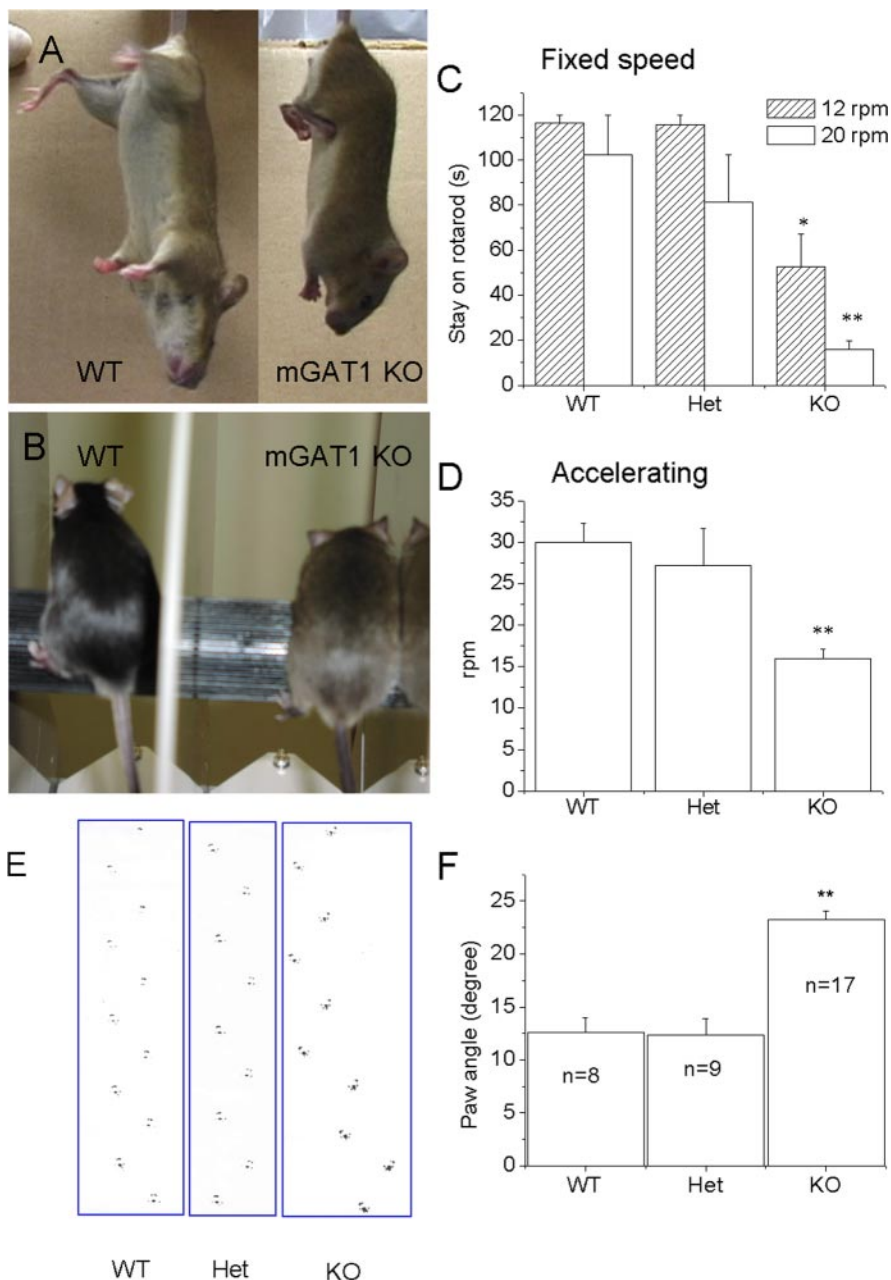 A
WT
mGAT1 KO
B
WT
mGAT1 KO
C
Fixed speed
12 rpm
20 rpm
Stay on rotarod (s)
120
100
80
60
40
20
0
*
**
WT Het KO
D
Accelerating
rpm
35
30
25
20
15
10
5
0
**
WT Het KO
E
WT Het KO
F
Paw angle (degree)
25
20
15
10
5
0
n=8
n=9
n=17
**
WT Het KO